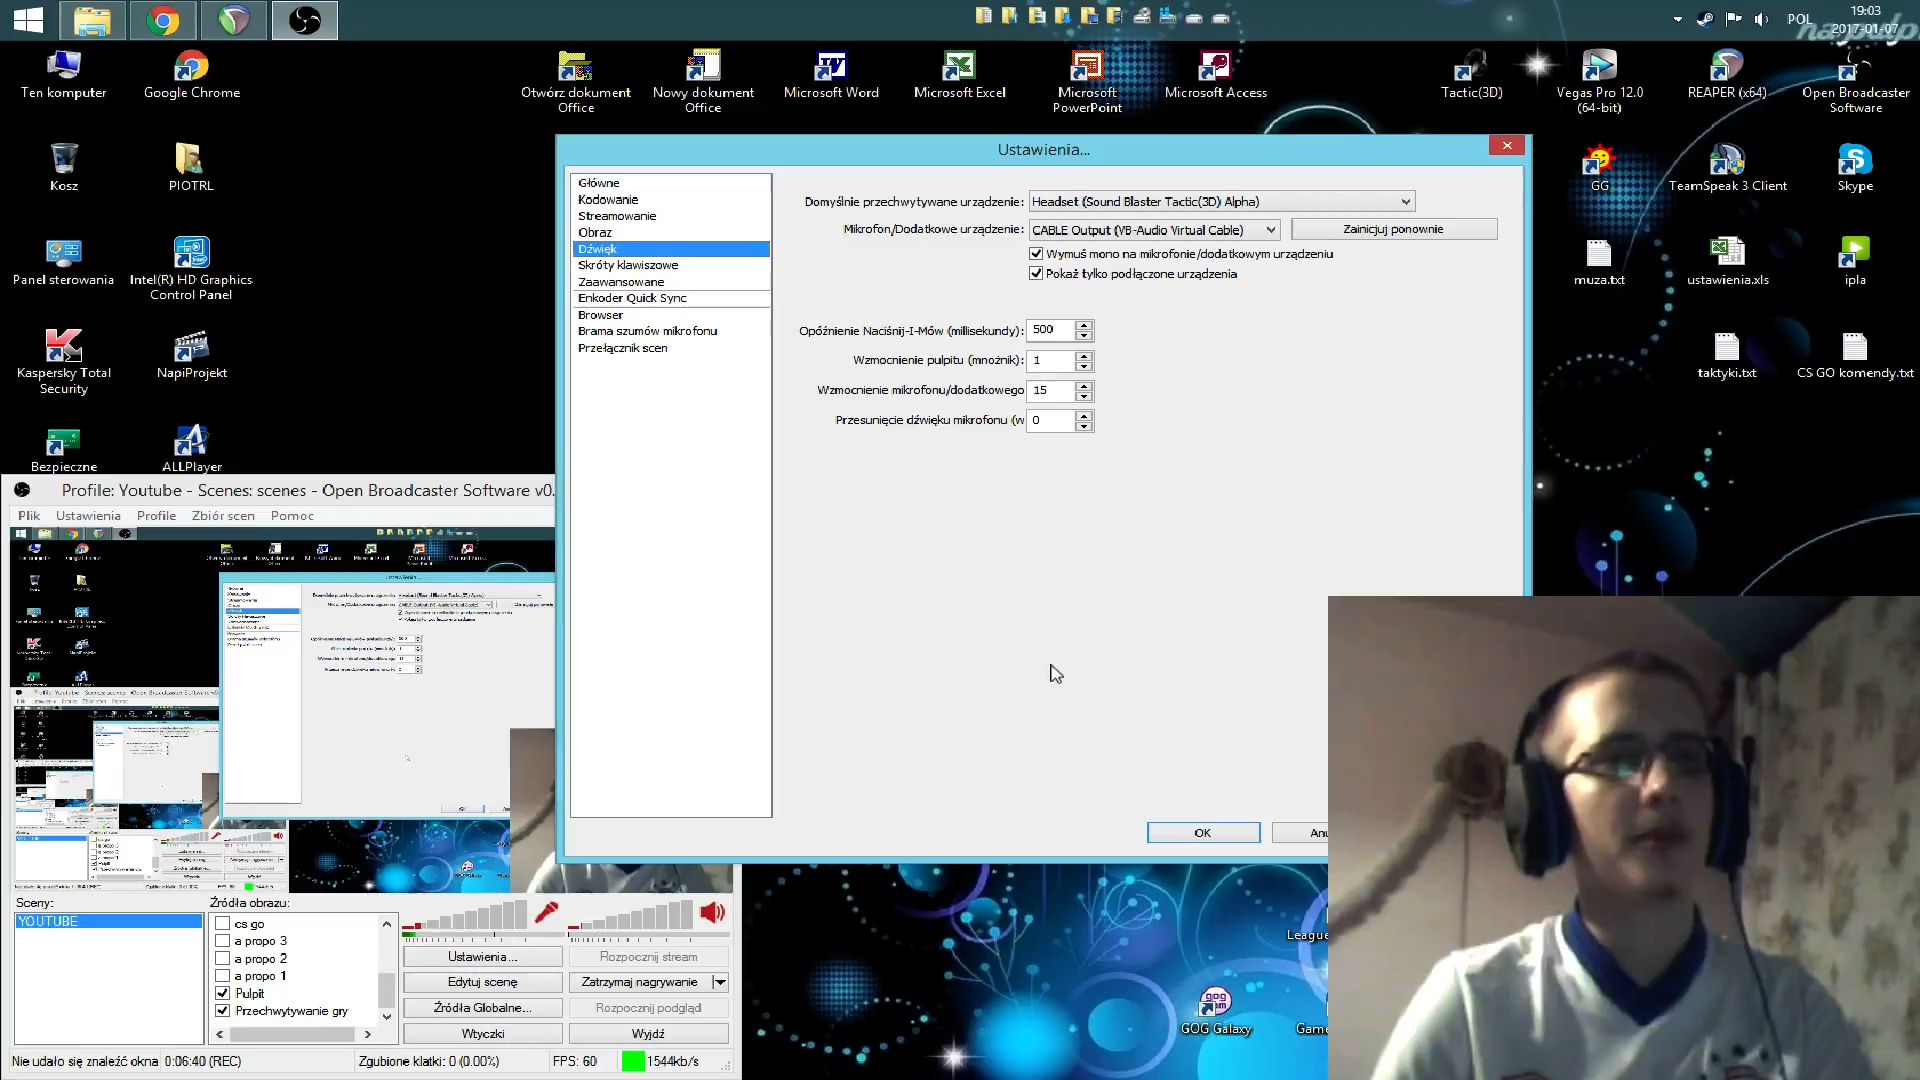 POL
19:03
2017-01-07
Ten komputer
Google Chrome
Otwórz dokument
Office
Nowy dokument
Office
Microsoft Word
Microsoft Excel
Microsoft
PowerPoint
Microsoft Access
Tactic(3D)
Vegas Pro 12.0
(64-bit)
REAPER (x64)
Open Broadcaster
Software
Kosz
PIOTRL
GG
TeamSpeak 3 Client
Skype
Panel sterowania
Intel(R) HD Graphics
Control Panel
muza.txt
ustawienia.xls
ipla
Kaspersky Total
Security
NapiProjekt
taktyki.txt
CS GO komendy.txt
Bezpieczne
ALLPlayer
Ustawienia...
Główne
Kodowanie
Streamowanie
Obraz
Dźwięk
Skróty klawiszowe
Zaawansowane
Enkoder Quick Sync
Browser
Brama szumów mikrofonu
Przełącznik scen
Domyślnie przechwytywane urządzenie:
Headset (Sound Blaster Tactic(3D) Alpha)
Mikrofon/Dodatkowe urządzenie:
CABLE Output (VB-Audio Virtual Cable)
Zainicjuj ponownie
Wymuś mono na mikrofonie/dodatkowym urządzeniu
Pokaż tylko podłączone urządzenia
Opóźnienie Naciśnij-I-Mów (millisekundy): 500
Wzmocnienie pulpitu (mnożnik): 1
Wzmocnienie mikrofonu/dodatkowego 15
Przesunięcie dźwięku mikrofonu (w 0
OK
Anu
Profile: Youtube - Scenes: scenes - Open Broadcaster Software v0.
Plik Ustawienia Profile Zbiór scen Pomoc
Sceny:
YOUTUBE
Źródła obrazu:
cs go
a propo 3
a propo 2
a propo 1
Pulpit
Przechwytywanie gry
Ustawienia...
Rozpocznij stream
Edytuj scenę
Zatrzymaj nagrywanie
Źródła Globalne...
Rozpocznij podgląd
Wtyczki
Wyjdź
Nie udało się znaleźć okna 0:06:40 (REC) Zgubione klatki: 0 (0.00%) FPS: 60 1544kb/s
League
GOG Galaxy
Game